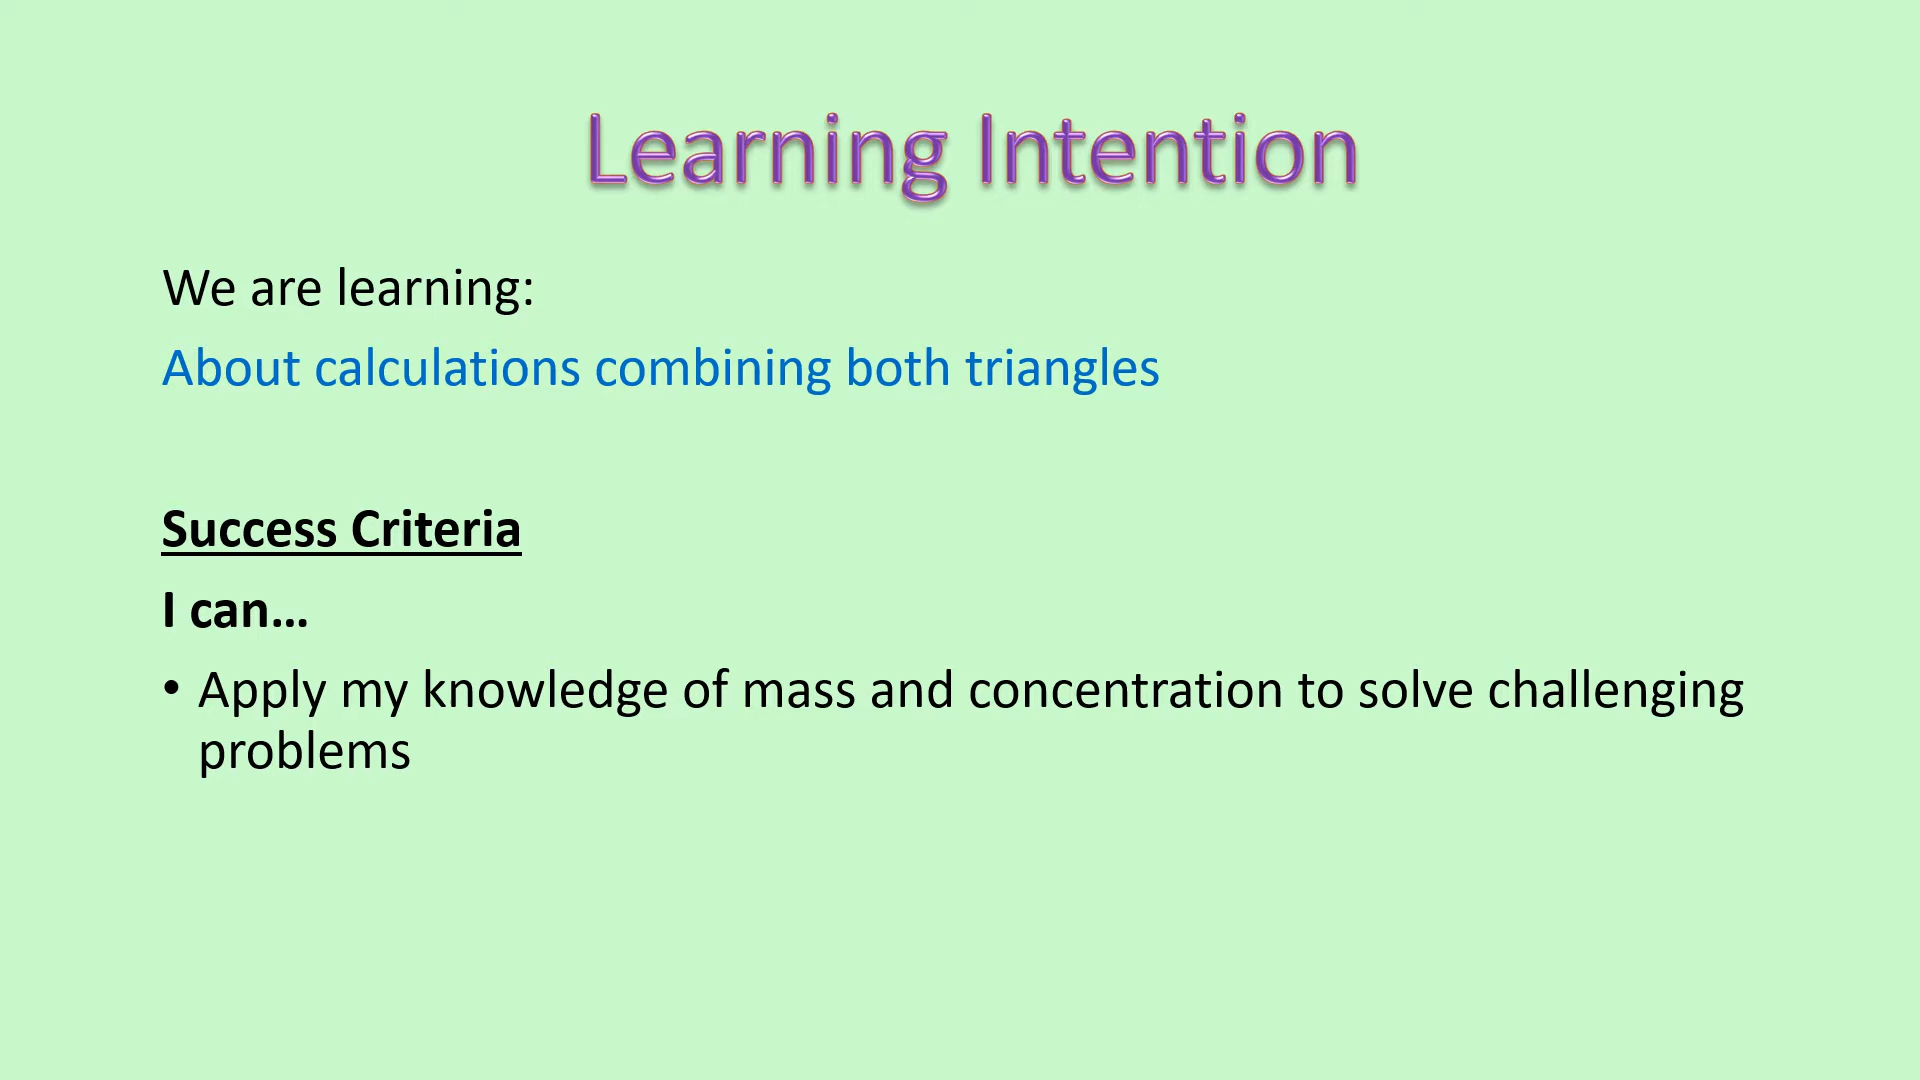 Learning Intention
We are learning:
About calculations combining both triangles
Success Criteria
I can…
• Apply my knowledge of mass and concentration to solve challenging
problems